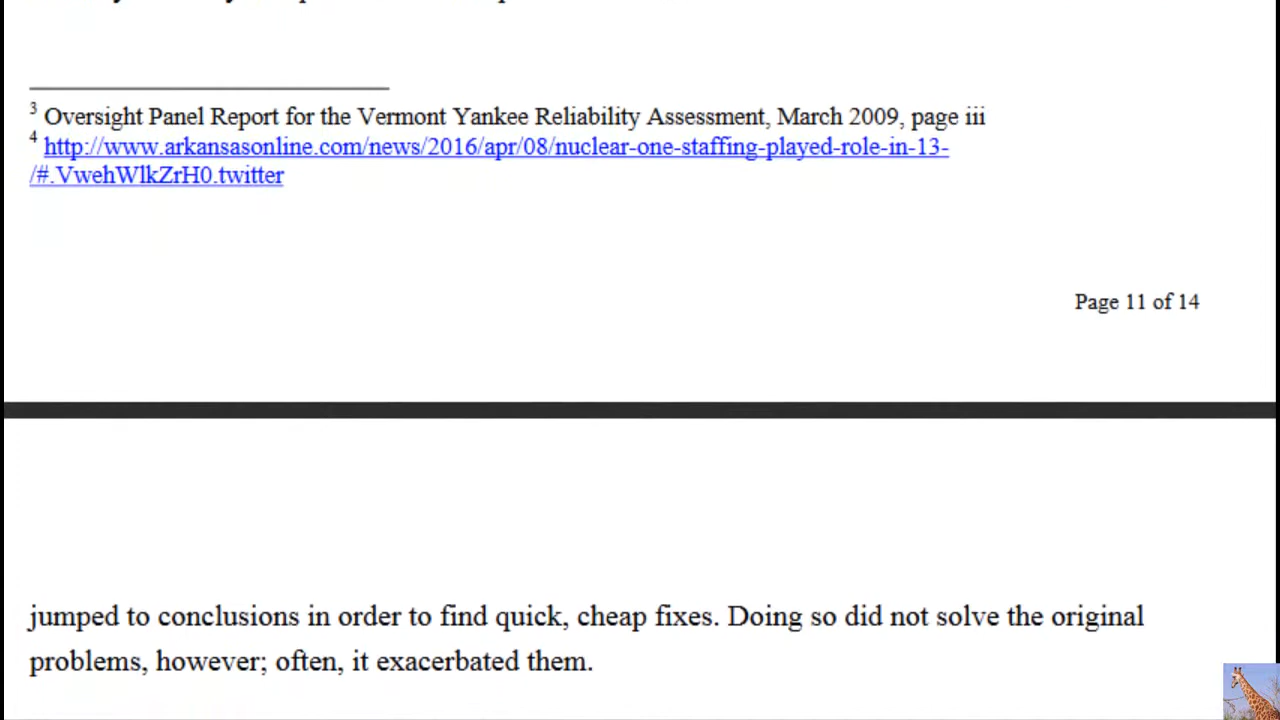 3 Oversight Panel Report for the Vermont Yankee Reliability Assessment, March 2009, page iii
4 http://www.arkansasonline.com/news/2016/apr/08/nuclear-one-staffing-played-role-in-13-
/#.VwehWlkZrH0.twitter
Page 11 of 14
jumped to conclusions in order to find quick, cheap fixes. Doing so did not solve the original
problems, however; often, it exacerbated them.